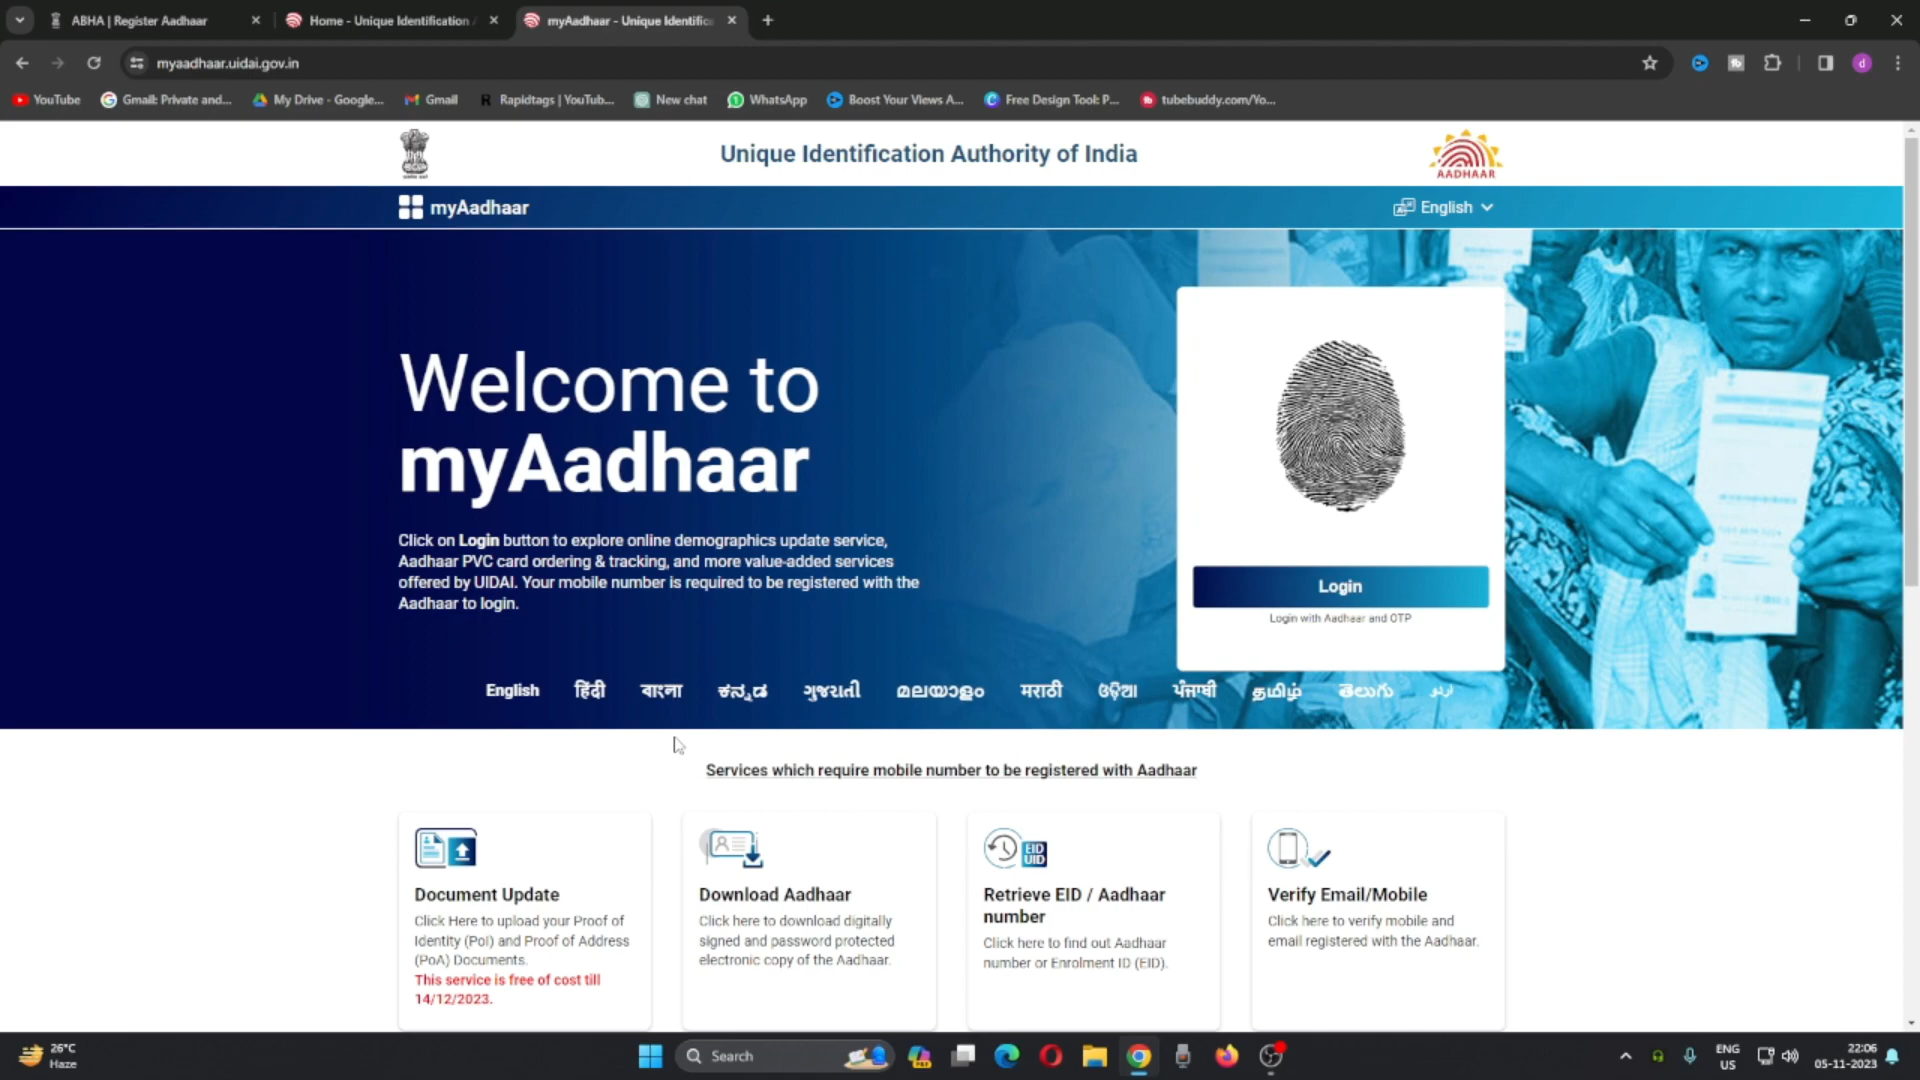 ABHA | Register Aadhaar
Home - Unique Identification
myAadhaar - Unique Identific
myaadhaar.uidai.gov.in
d
YouTube
Gmail: Private and...
My Drive - Google...
Gmail
Rapidtags | YouTub...
New chat
WhatsApp
Boost Your Views A...
Free Design Tool: P...
tubebuddy.com/Yo...
Unique Identification Authority of India
AADHAAR
myAadhaar
English
Welcome to
myAadhaar
Click on Login button to explore online demographics update service,
Aadhaar PVC card ordering & tracking, and more value-added services
offered by UIDAI. Your mobile number is required to be registered with the
Aadhaar to login.
Login
Login with Aadhaar and OTP
English हिंदी বাংলা ಕನ್ನಡ ગુજરાતી മലയാളം मराठी ଓଡ଼ିଆ ਪੰਜਾਬੀ தமிழ் తెలుగు اردو
Services which require mobile number to be registered with Aadhaar
Document Update
Click Here to upload your Proof of
Identity (PoI) and Proof of Address
(PoA) Documents.
This service is free of cost till
14/12/2023.
Download Aadhaar
Click here to download digitally
signed and password protected
electronic copy of the Aadhaar.
EID
UID
Retrieve EID / Aadhaar
number
Click here to find out Aadhaar
number or Enrolment ID (EID).
Verify Email/Mobile
Click here to verify mobile and
email registered with the Aadhaar.
26°C
Haze
Search
ENG
US
22:06
05-11-2023